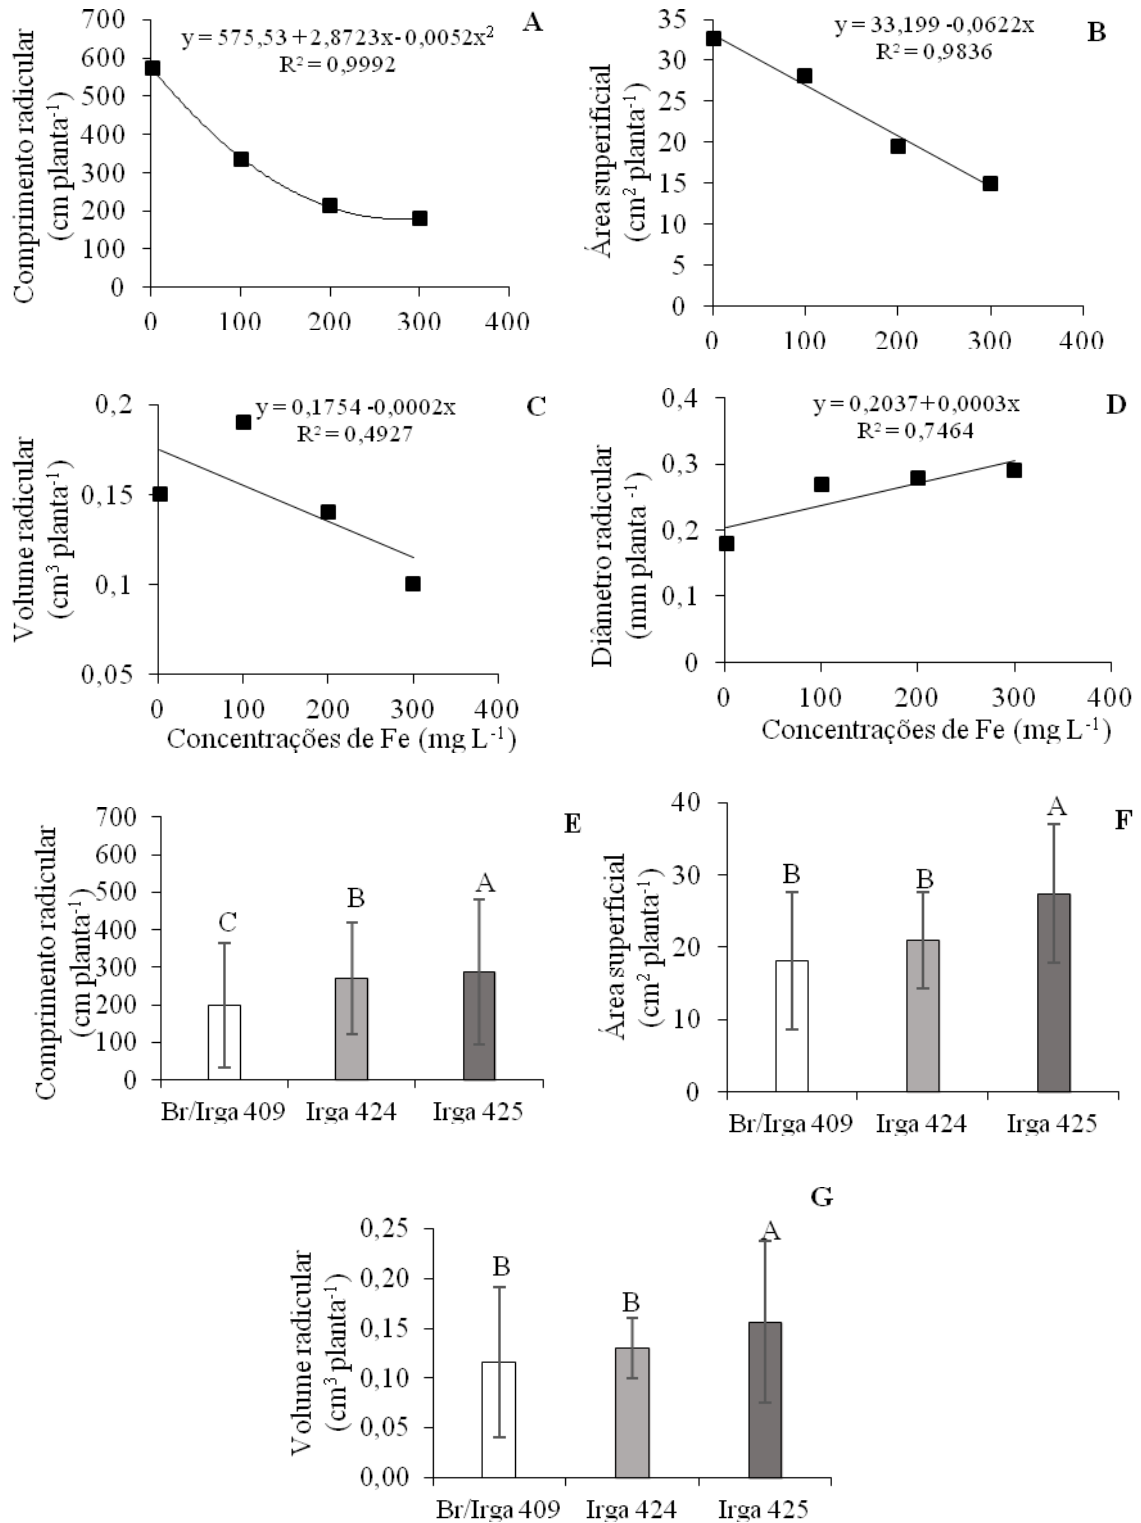 A
y = 575,53 + 2,8723x - 0,0052x²
R² = 0,9992
Comprimento radicular
(cm planta⁻¹)
700
600
500
400
300
200
100
0
0 100 200 300 400
B
y = 33,199 - 0,0622x
R² = 0,9836
Área superificial
(cm² planta⁻¹)
35
30
25
20
15
10
5
0
0 100 200 300 400
C
y = 0,1754 - 0,0002x
R² = 0,4927
Volume radicular
(cm³ planta⁻¹)
0,2
0,15
0,1
0,05
0 100 200 300 400
Concentrações de Fe (mg L⁻¹)
D
y = 0,2037 + 0,0003x
R² = 0,7464
Diâmetro radicular
(mm planta ⁻¹)
0,4
0,3
0,2
0,1
0
0 100 200 300 400
Concentrações de Fe (mg L⁻¹)
E
Comprimento radicular
(cm planta⁻¹)
700
600
500
400
300
200
100
0
C B A
Br/Irga 409 Irga 424 Irga 425
F
Área superficial
(cm² planta⁻¹)
40
30
20
10
0
B B A
Br/Irga 409 Irga 424 Irga 425
G
Volume radicular
(cm³ planta⁻¹)
0,25
0,20
0,15
0,10
0,05
0,00
B B A
Br/Irga 409 Irga 424 Irga 425